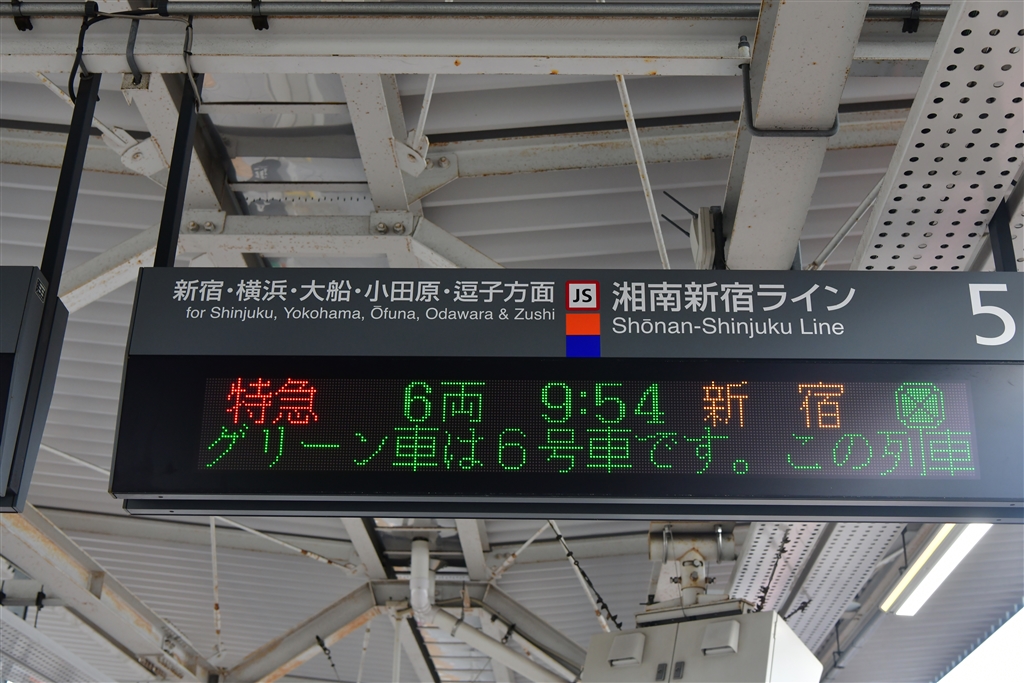 新宿・横浜・大船・小田原・逗子方面
for Shinjuku, Yokohama, Ōfuna, Odawara & Zushi
JS
湘南新宿ライン
Shōnan-Shinjuku Line
5
特急 6両 9:54 新宿
グリーン車は6号車です。この列車